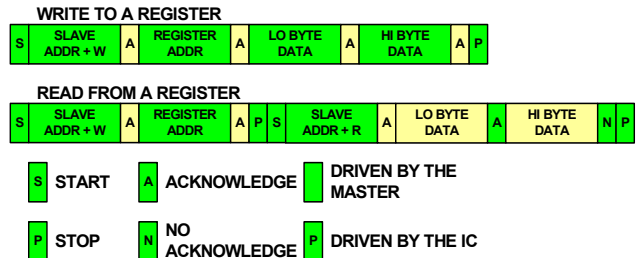 WRITE TO A REGISTER
S SLAVE ADDR + W A REGISTER ADDR A LO BYTE DATA A HI BYTE DATA A P
READ FROM A REGISTER
S SLAVE ADDR + W A REGISTER ADDR A P S SLAVE ADDR + R A LO BYTE DATA A HI BYTE DATA N P
S START A ACKNOWLEDGE DRIVEN BY THE MASTER
P STOP N NO ACKNOWLEDGE P DRIVEN BY THE IC